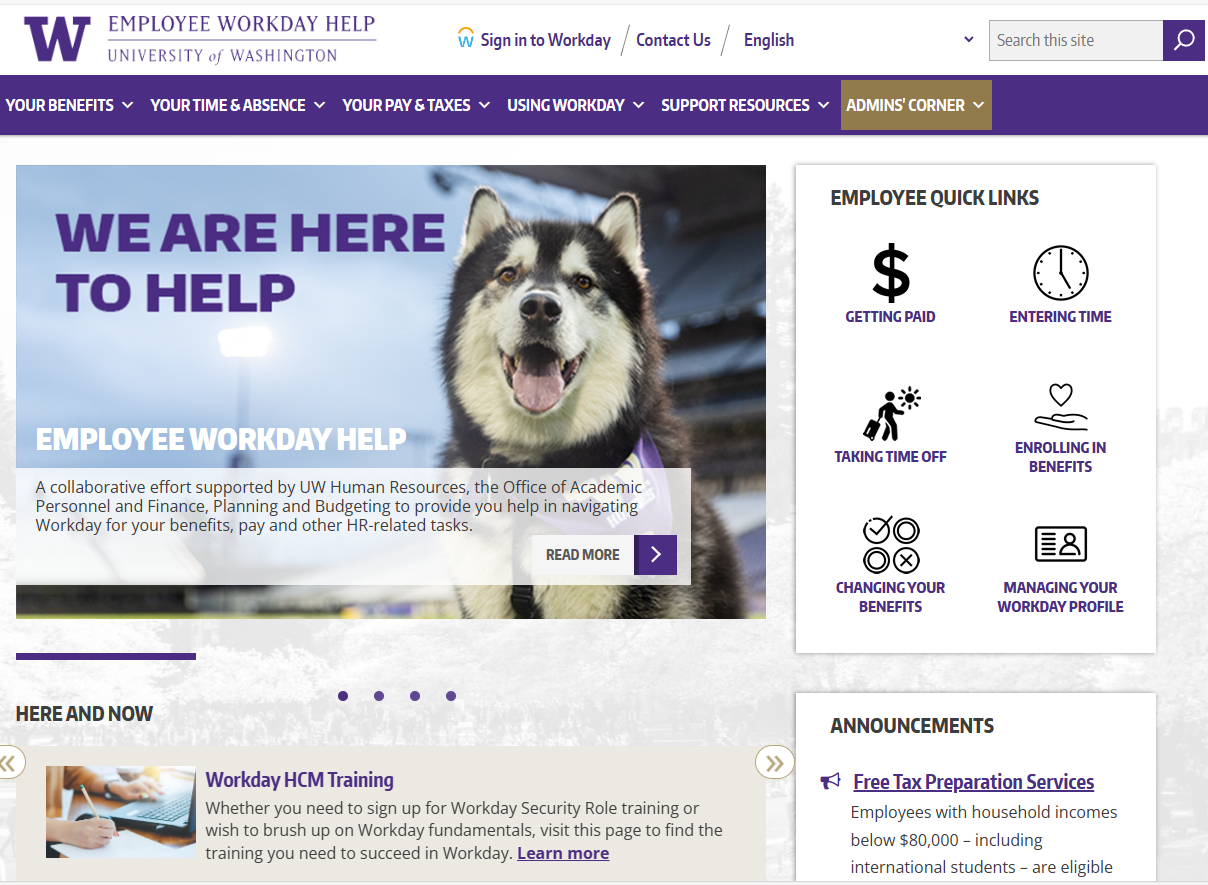 W
EMPLOYEE WORKDAY HELP
UNIVERSITY of WASHINGTON
Sign in to Workday
Contact Us
English
Search this site
YOUR BENEFITS
YOUR TIME & ABSENCE
YOUR PAY & TAXES
USING WORKDAY
SUPPORT RESOURCES
ADMINS' CORNER
WE ARE HERE
TO HELP
EMPLOYEE WORKDAY HELP
A collaborative effort supported by UW Human Resources, the Office of Academic
Personnel and Finance, Planning and Budgeting to provide you help in navigating
Workday for your benefits, pay and other HR-related tasks.
READ MORE
HERE AND NOW
Workday HCM Training
Whether you need to sign up for Workday Security Role training or
wish to brush up on Workday fundamentals, visit this page to find the
training you need to succeed in Workday. Learn more
EMPLOYEE QUICK LINKS
GETTING PAID
ENTERING TIME
TAKING TIME OFF
ENROLLING IN
BENEFITS
CHANGING YOUR
BENEFITS
MANAGING YOUR
WORKDAY PROFILE
ANNOUNCEMENTS
Free Tax Preparation Services
Employees with household incomes
below $80,000 – including
international students – are eligible